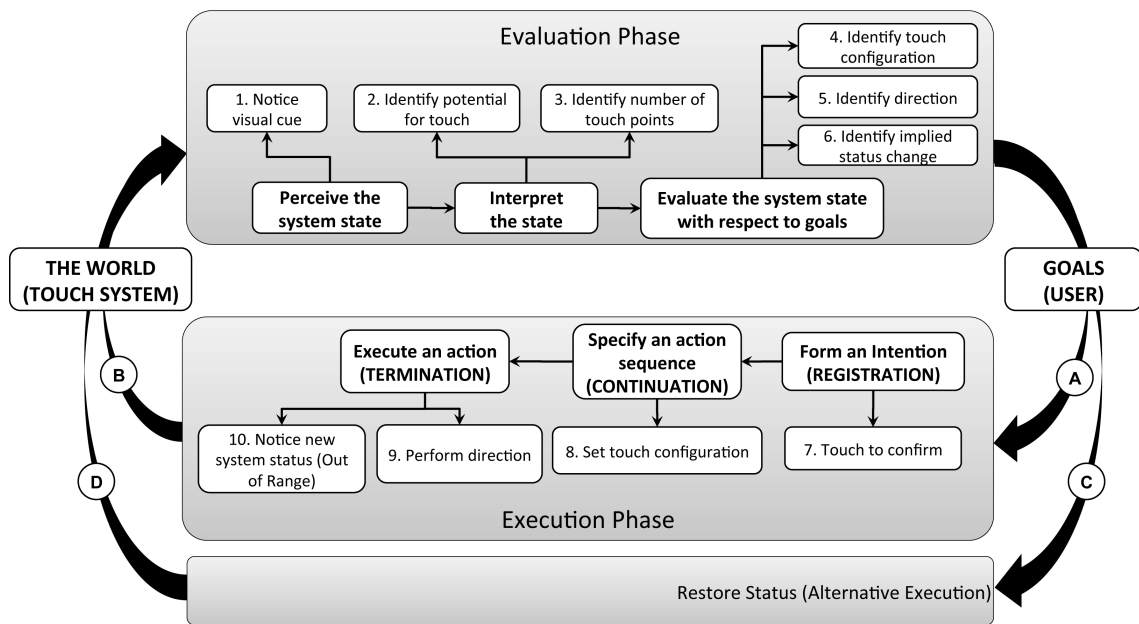 Evaluation Phase
1. Notice
visual cue
2. Identify potential
for touch
3. Identify number of
touch points
4. Identify touch
configuration
5. Identify direction
6. Identify implied
status change
Perceive the
system state
Interpret
the state
Evaluate the system state
with respect to goals
THE WORLD
(TOUCH SYSTEM)
GOALS
(USER)
Execute an action
(TERMINATION)
Specify an action
sequence
(CONTINUATION)
Form an Intention
(REGISTRATION)
B
A
10. Notice new
system status (Out
of Range)
9. Perform direction
8. Set touch configuration
7. Touch to confirm
D
C
Execution Phase
Restore Status (Alternative Execution)